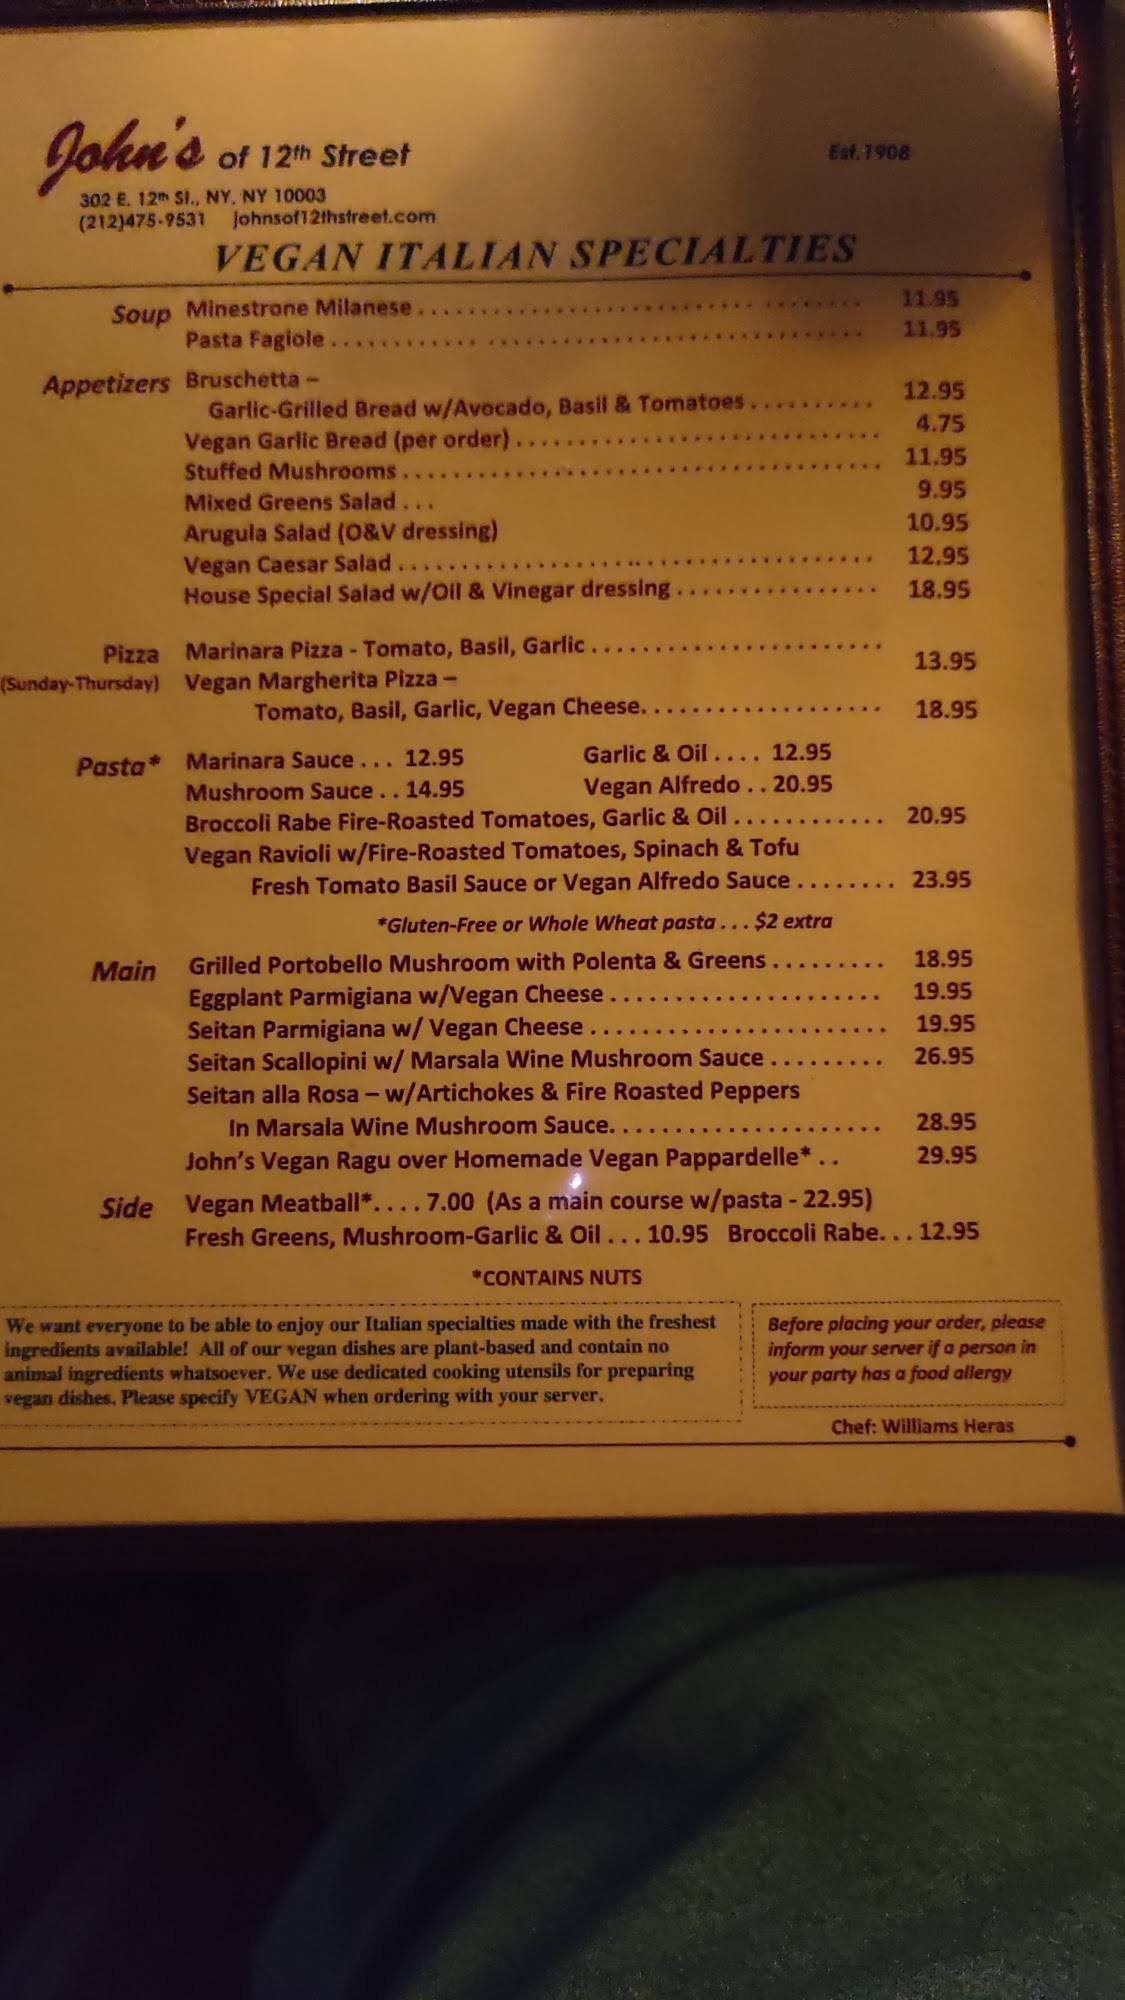 John's of 12th Street Est. 1908
302 E. 12th St., NY, NY 10003
(212)475-9531 johnsof12thstreet.com
VEGAN ITALIAN SPECIALTIES
Soup Minestrone Milanese . . . . . . . . . . . . . . . . . . . . . . . . . . . . . . . . . . . 11.95
Pasta Fagiole . . . . . . . . . . . . . . . . . . . . . . . . . . . . . . . . . . . . . . . . . 11.95
Appetizers Bruschetta –
Garlic-Grilled Bread w/Avocado, Basil & Tomatoes . . . . . . . . . . 12.95
Vegan Garlic Bread (per order) . . . . . . . . . . . . . . . . . . . . . . . . . . . . . 4.75
Stuffed Mushrooms . . . . . . . . . . . . . . . . . . . . . . . . . . . . . . . . . . . . . . 11.95
Mixed Greens Salad . . . 9.95
Arugula Salad (O&V dressing) 10.95
Vegan Caesar Salad . . . . . . . . . . . . . . . . . . . . . . . . . . . . . . . . . . . . . . 12.95
House Special Salad w/Oil & Vinegar dressing . . . . . . . . . . . . . . . . 18.95
Pizza Marinara Pizza - Tomato, Basil, Garlic . . . . . . . . . . . . . . . . . . . . . . . 13.95
(Sunday-Thursday) Vegan Margherita Pizza –
Tomato, Basil, Garlic, Vegan Cheese. . . . . . . . . . . . . . . . . . . . 18.95
Pasta* Marinara Sauce . . . 12.95 Garlic & Oil . . . . 12.95
Mushroom Sauce . . 14.95 Vegan Alfredo . . 20.95
Broccoli Rabe Fire-Roasted Tomatoes, Garlic & Oil . . . . . . . . . . . . 20.95
Vegan Ravioli w/Fire-Roasted Tomatoes, Spinach & Tofu
Fresh Tomato Basil Sauce or Vegan Alfredo Sauce . . . . . . . . 23.95
*Gluten-Free or Whole Wheat pasta . . . $2 extra
Main Grilled Portobello Mushroom with Polenta & Greens . . . . . . . . . 18.95
Eggplant Parmigiana w/Vegan Cheese . . . . . . . . . . . . . . . . . . . . . . 19.95
Seitan Parmigiana w/ Vegan Cheese . . . . . . . . . . . . . . . . . . . . . . . . 19.95
Seitan Scallopini w/ Marsala Wine Mushroom Sauce . . . . . . . . . 26.95
Seitan alla Rosa – w/Artichokes & Fire Roasted Peppers
In Marsala Wine Mushroom Sauce. . . . . . . . . . . . . . . . . . . . . . 28.95
John's Vegan Ragu over Homemade Vegan Pappardelle* . . 29.95
Side Vegan Meatball*. . . . 7.00 (As a main course w/pasta - 22.95)
Fresh Greens, Mushroom-Garlic & Oil . . . 10.95 Broccoli Rabe. . . 12.95
*CONTAINS NUTS
We want everyone to be able to enjoy our Italian specialties made with the freshest
ingredients available! All of our vegan dishes are plant-based and contain no
animal ingredients whatsoever. We use dedicated cooking utensils for preparing
vegan dishes. Please specify VEGAN when ordering with your server.
Before placing your order, please
inform your server if a person in
your party has a food allergy
Chef: Williams Heras